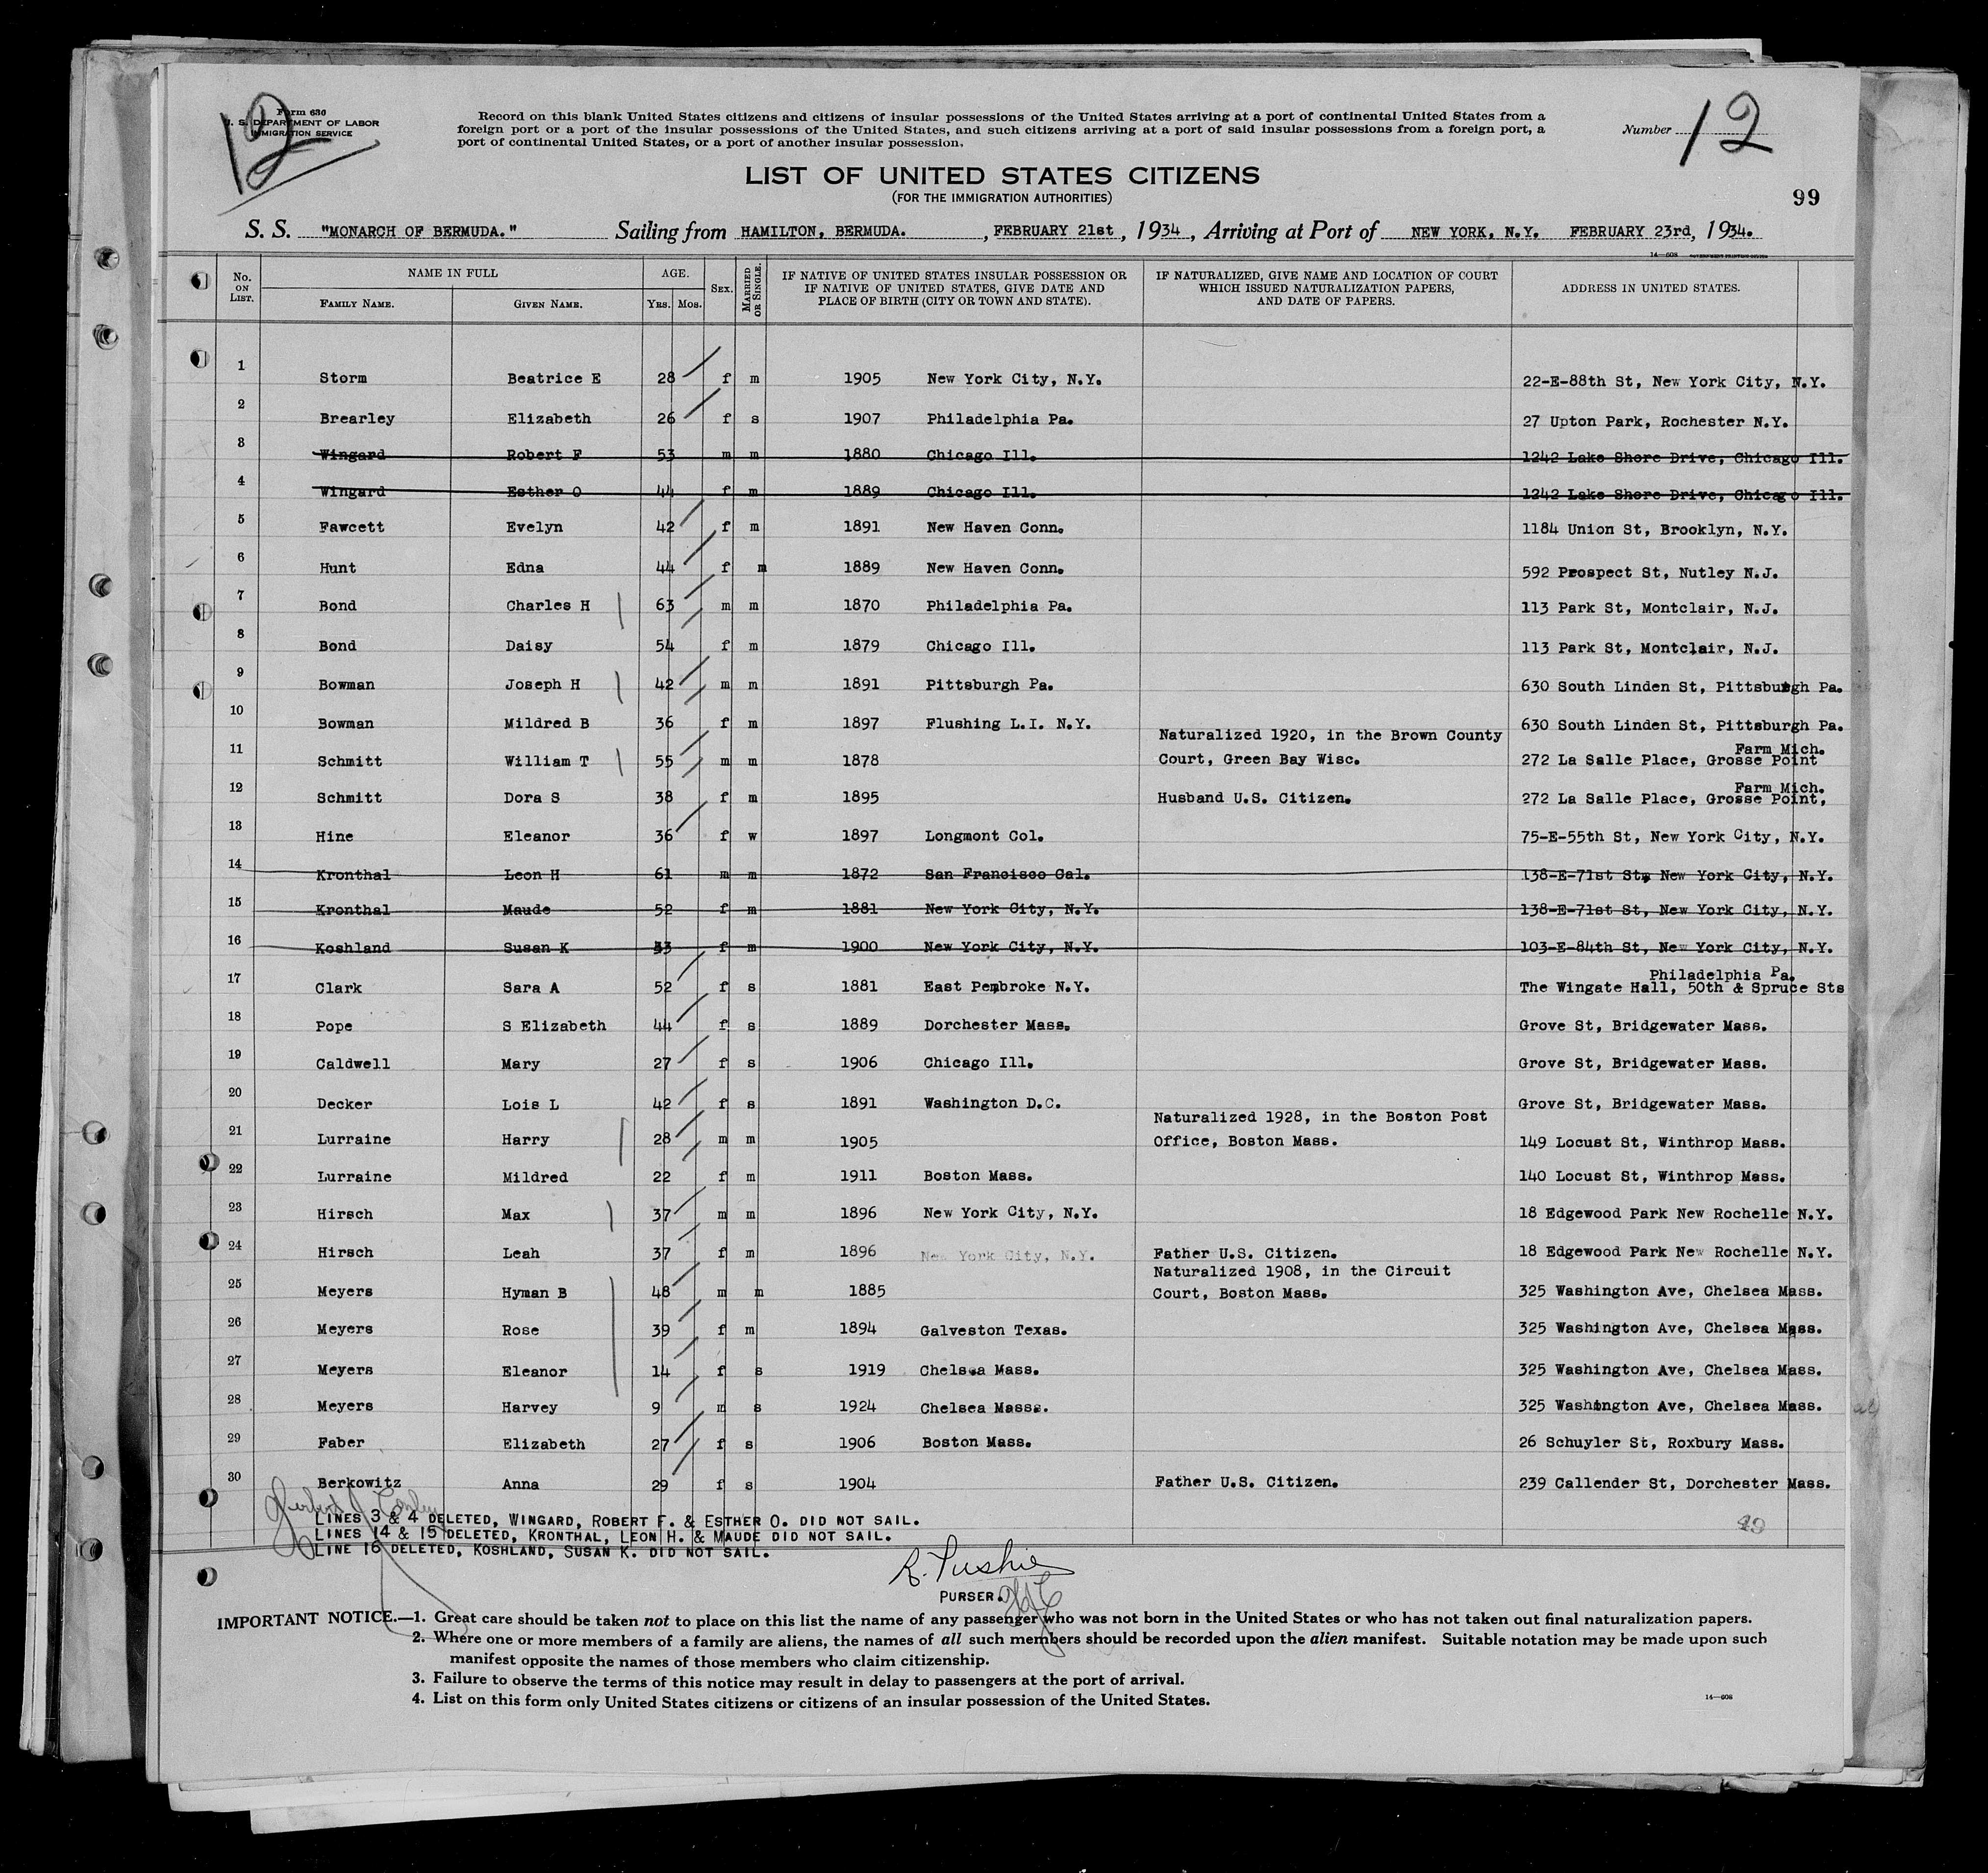 Form 630
U. S. DEPARTMENT OF LABOR
IMMIGRATION SERVICE
12
Record on this blank United States citizens and citizens of insular possessions of the United States arriving at a port of continental United States from a
foreign port or a port of the insular possessions of the United States, and such citizens arriving at a port of said insular possessions from a foreign port, a
port of continental United States, or a port of another insular possession.
Number 12
LIST OF UNITED STATES CITIZENS
(FOR THE IMMIGRATION AUTHORITIES)
99
S. S. "MONARCH OF BERMUDA." Sailing from HAMILTON, BERMUDA. , FEBRUARY 21st , 1934 , Arriving at Port of NEW YORK, N.Y. FEBRUARY 23rd, 1934.
14—608
No. ON LIST. NAME IN FULL FAMILY NAME. GIVEN NAME. AGE. YRS. MOS. SEX. MARRIED OR SINGLE. IF NATIVE OF UNITED STATES INSULAR POSSESSION OR IF NATIVE OF UNITED STATES, GIVE DATE AND PLACE OF BIRTH (CITY OR TOWN AND STATE). IF NATURALIZED, GIVE NAME AND LOCATION OF COURT WHICH ISSUED NATURALIZATION PAPERS, AND DATE OF PAPERS. ADDRESS IN UNITED STATES.
1 Storm Beatrice E 28 f m 1905 New York City, N.Y. 22-E-88th St, New York City, N.Y.
2 Brearley Elizabeth 26 f s 1907 Philadelphia Pa. 27 Upton Park, Rochester N.Y.
3 Wingard Robert F 53 m m 1880 Chicago Ill. 1242 Lake Shore Drive, Chicago Ill.
4 Wingard Esther O 44 f m 1889 Chicago Ill. 1242 Lake Shore Drive, Chicago Ill.
5 Fawcett Evelyn 42 f m 1891 New Haven Conn. 1184 Union St, Brooklyn, N.Y.
6 Hunt Edna 44 f m 1889 New Haven Conn. 592 Prospect St, Nutley N.J.
7 Bond Charles H 63 m m 1870 Philadelphia Pa. 113 Park St, Montclair, N.J.
8 Bond Daisy 54 f m 1879 Chicago Ill. 113 Park St, Montclair, N.J.
9 Bowman Joseph H 42 m m 1891 Pittsburgh Pa. 630 South Linden St, Pittsburgh Pa.
10 Bowman Mildred B 36 f m 1897 Flushing L.I. N.Y. 630 South Linden St, Pittsburgh Pa.
Naturalized 1920, in the Brown County Farm Mich.
11 Schmitt William T 55 m m 1878 Court, Green Bay Wisc. 272 La Salle Place, Grosse Point
Farm Mich.
12 Schmitt Dora S 38 f m 1895 Husband U.S. Citizen. 272 La Salle Place, Grosse Point,
13 Hine Eleanor 36 f w 1897 Longmont Col. 75-E-55th St, New York City, N.Y.
14 Kronthal Leon H 61 m m 1872 San Francisco Cal. 138-E-71st St, New York City, N.Y.
15 Kronthal Maude 52 f m 1881 New York City, N.Y. 138-E-71st St, New York City, N.Y.
16 Koshland Susan K 33 f m 1900 New York City, N.Y. 103-E-84th St, New York City, N.Y.
Philadelphia Pa.
17 Clark Sara A 52 f s 1881 East Pembroke N.Y. The Wingate Hall, 50th & Spruce Sts
18 Pope S Elizabeth 44 f s 1889 Dorchester Mass. Grove St, Bridgewater Mass.
19 Caldwell Mary 27 f s 1906 Chicago Ill. Grove St, Bridgewater Mass.
20 Decker Lois L 42 f s 1891 Washington D.C. Grove St, Bridgewater Mass.
Naturalized 1928, in the Boston Post
21 Lurraine Harry 28 m m 1905 Office, Boston Mass. 149 Locust St, Winthrop Mass.
22 Lurraine Mildred 22 f m 1911 Boston Mass. 140 Locust St, Winthrop Mass.
23 Hirsch Max 37 m m 1896 New York City, N.Y. 18 Edgewood Park New Rochelle N.Y.
24 Hirsch Leah 37 f m 1896 New York City, N.Y. Father U.S. Citizen. 18 Edgewood Park New Rochelle N.Y.
Naturalized 1908, in the Circuit
25 Meyers Hyman B 48 m m 1885 Court, Boston Mass. 325 Washington Ave, Chelsea Mass.
26 Meyers Rose 39 f m 1894 Galveston Texas. 325 Washington Ave, Chelsea Mass.
27 Meyers Eleanor 14 f s 1919 Chelsea Mass. 325 Washington Ave, Chelsea Mass.
28 Meyers Harvey 9 m s 1924 Chelsea Masss. 325 Washington Ave, Chelsea Mass.
29 Faber Elizabeth 27 f s 1906 Boston Mass. 26 Schuyler St, Roxbury Mass.
30 Berkowitz Anna 29 f s 1904 Father U.S. Citizen. 239 Callender St, Dorchester Mass.
LINES 3 & 4 DELETED, WINGARD, ROBERT F. & ESTHER O. DID NOT SAIL.
LINES 14 & 15 DELETED, KRONTHAL, LEON H. & MAUDE DID NOT SAIL.
LINE 16 DELETED, KOSHLAND, SUSAN K. DID NOT SAIL.
PURSER.
IMPORTANT NOTICE.—1. Great care should be taken not to place on this list the name of any passenger who was not born in the United States or who has not taken out final naturalization papers.
2. Where one or more members of a family are aliens, the names of all such members should be recorded upon the alien manifest. Suitable notation may be made upon such
manifest opposite the names of those members who claim citizenship.
3. Failure to observe the terms of this notice may result in delay to passengers at the port of arrival.
4. List on this form only United States citizens or citizens of an insular possession of the United States.
14—608